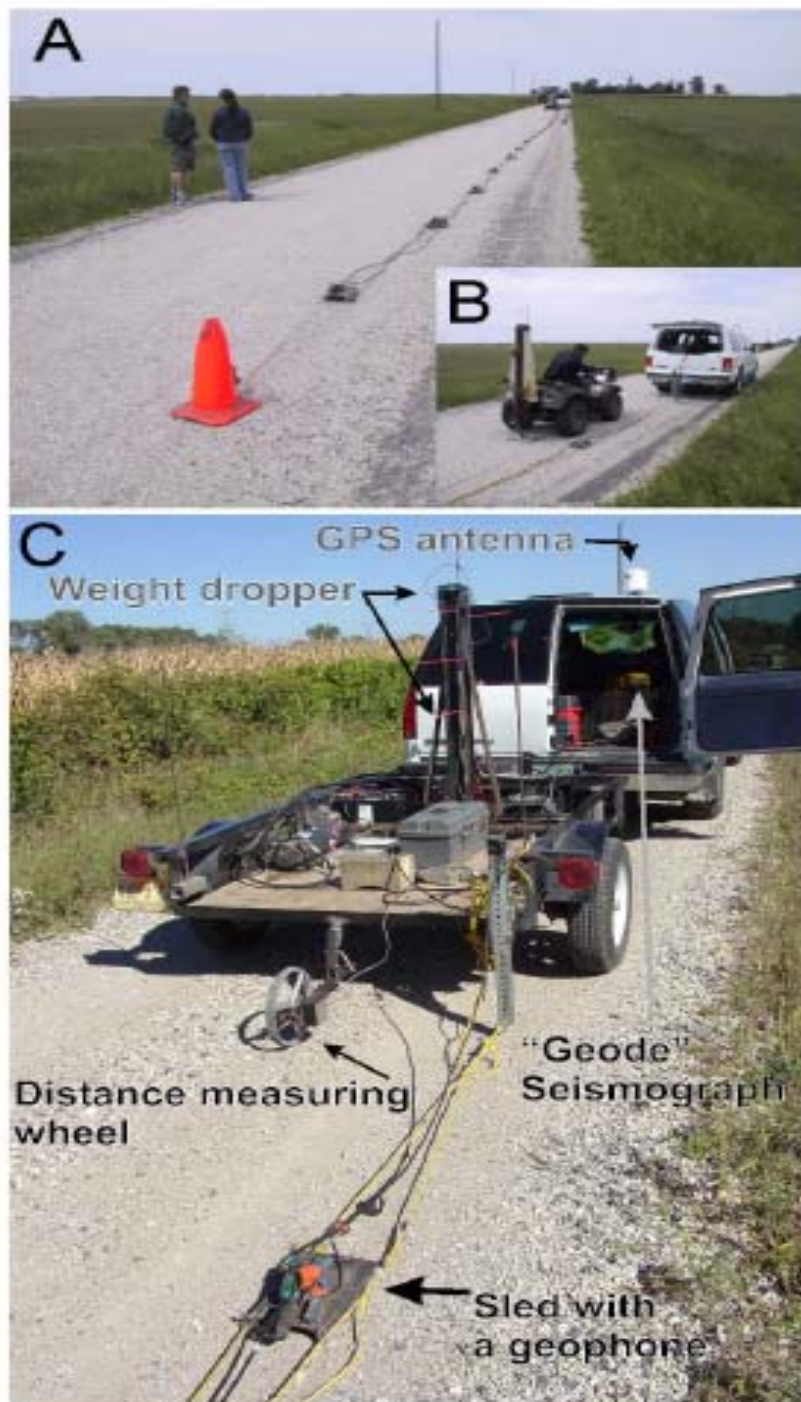 A
B
C
GPS antenna
Weight dropper
"Geode"
Seismograph
Distance measuring
wheel
Sled with
a geophone